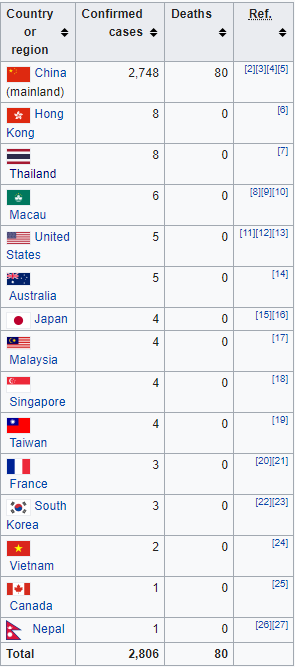 Country or region Confirmed cases Deaths Ref.
China (mainland) 2,748 80 [2][3][4][5]
Hong Kong 8 0 [6]
Thailand 8 0 [7]
Macau 6 0 [8][9][10]
United States 5 0 [11][12][13]
Australia 5 0 [14]
Japan 4 0 [15][16]
Malaysia 4 0 [17]
Singapore 4 0 [18]
Taiwan 4 0 [19]
France 3 0 [20][21]
South Korea 3 0 [22][23]
Vietnam 2 0 [24]
Canada 1 0 [25]
Nepal 1 0 [26][27]
Total 2,806 80